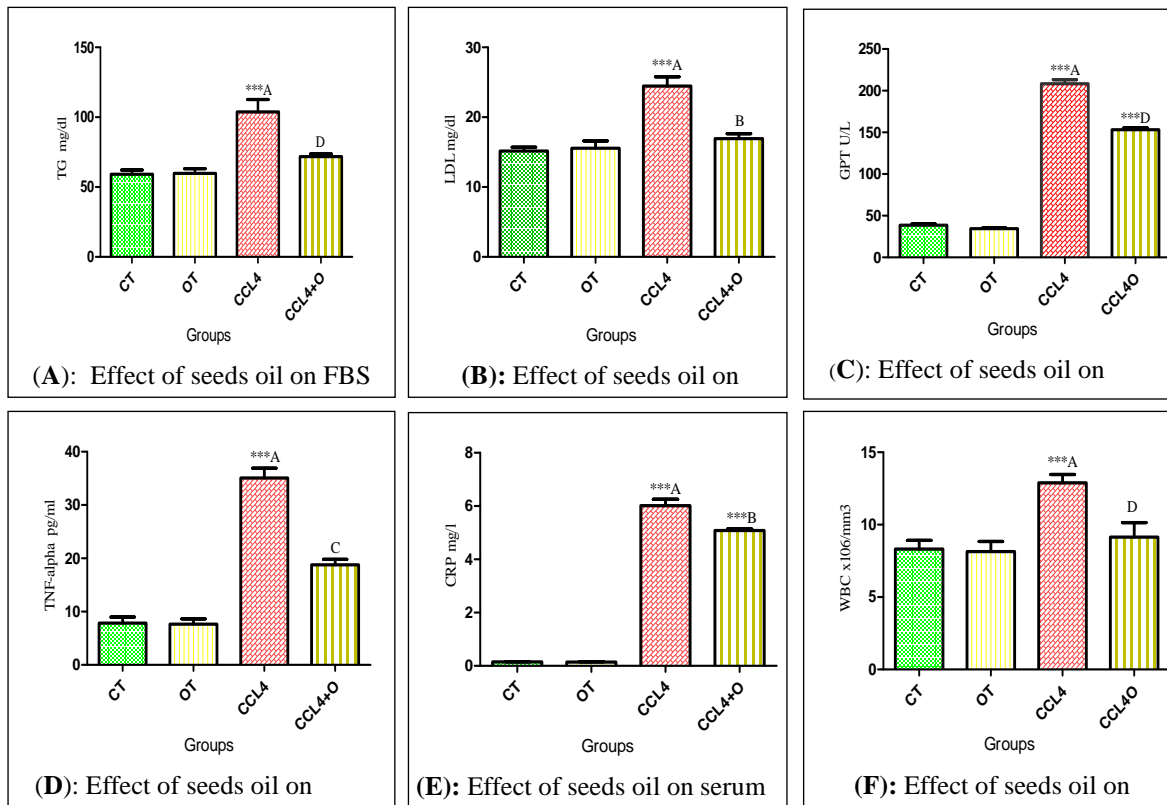 150
100
50
0
TG mg/dl
***A
D
CT
OT
CCL4
CCL4+O
Groups
(A): Effect of seeds oil on FBS
30
20
10
0
LDL mg/dl
***A
B
CT
OT
CCL4
CCL4+O
Groups
(B): Effect of seeds oil on
250
200
150
100
50
0
GPT U/L
***A
***D
CT
OT
CCL4
CCL4O
Groups
(C): Effect of seeds oil on
40
30
20
10
0
TNF-alpha pg/ml
***A
C
CT
OT
CCL4
CCL4+O
Groups
(D): Effect of seeds oil on
8
6
4
2
0
CRP mg/l
***A
***B
CT
OT
CCL4
CCL4+O
Groups
(E): Effect of seeds oil on serum
15
10
5
0
WBC x106/mm3
***A
D
CT
OT
CCL4
CCL4O
Groups
(F): Effect of seeds oil on